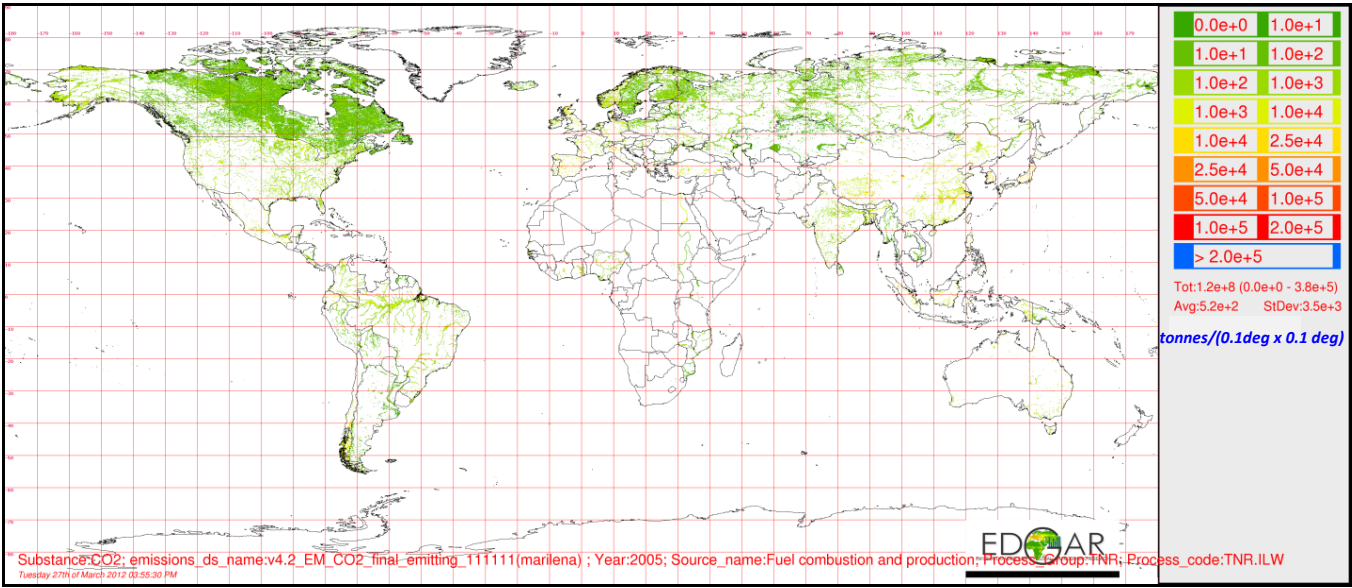 0.0e+0 1.0e+1
1.0e+1 1.0e+2
1.0e+2 1.0e+3
1.0e+3 1.0e+4
1.0e+4 2.5e+4
2.5e+4 5.0e+4
5.0e+4 1.0e+5
1.0e+5 2.0e+5
> 2.0e+5
Tot:1.2e+8 (0.0e+0 - 3.8e+5)
Avg:5.2e+2 StDev:3.5e+3
tonnes/(0.1deg x 0.1 deg)
EDGAR
Substance:CO2; emissions_ds_name:v4.2_EM_CO2_final_emitting_111111(marilena) ; Year:2005; Source_name:Fuel combustion and production; Process_Group:TNR; Process_code:TNR.ILW
Tuesday 27th of March 2012 03:55:30 PM